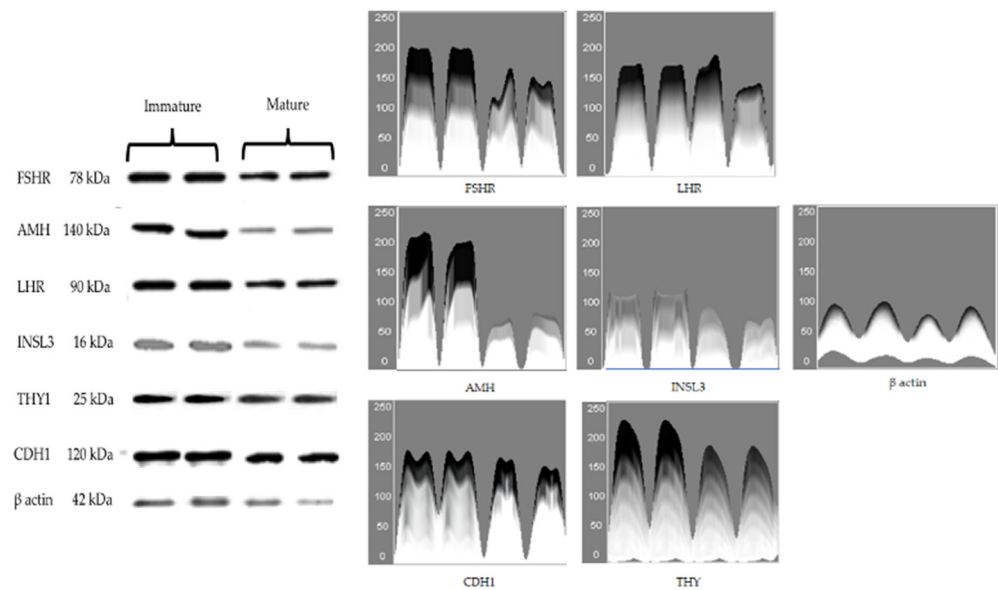 Immature Mature
FSHR 78 kDa
AMH 140 kDa
LHR 90 kDa
INSL3 16 kDa
THY1 25 kDa
CDH1 120 kDa
β actin 42 kDa
250
200
150
100
50
0
FSHR
250
200
150
100
50
0
LHR
250
200
150
100
50
0
AMH
250
200
150
100
50
0
INSL3
250
200
150
100
50
0
β actin
250
200
150
100
50
0
CDH1
250
200
150
100
50
0
THY